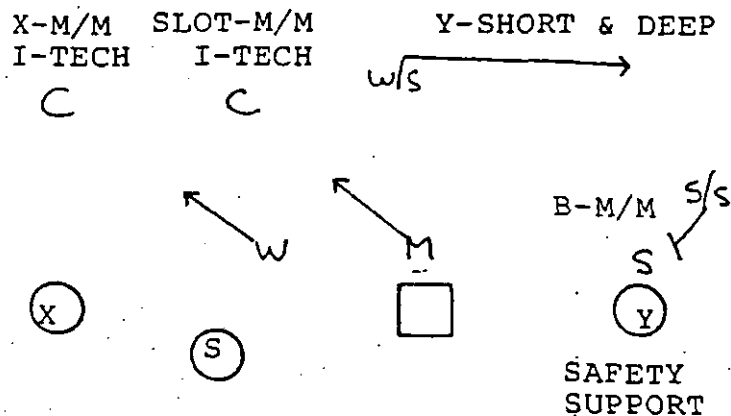 X-M/M SLOT-M/M Y-SHORT & DEEP
I-TECH I-TECH
W/S
C C
B-M/M S/S
W M S
X Y
S
SAFETY
SUPPORT